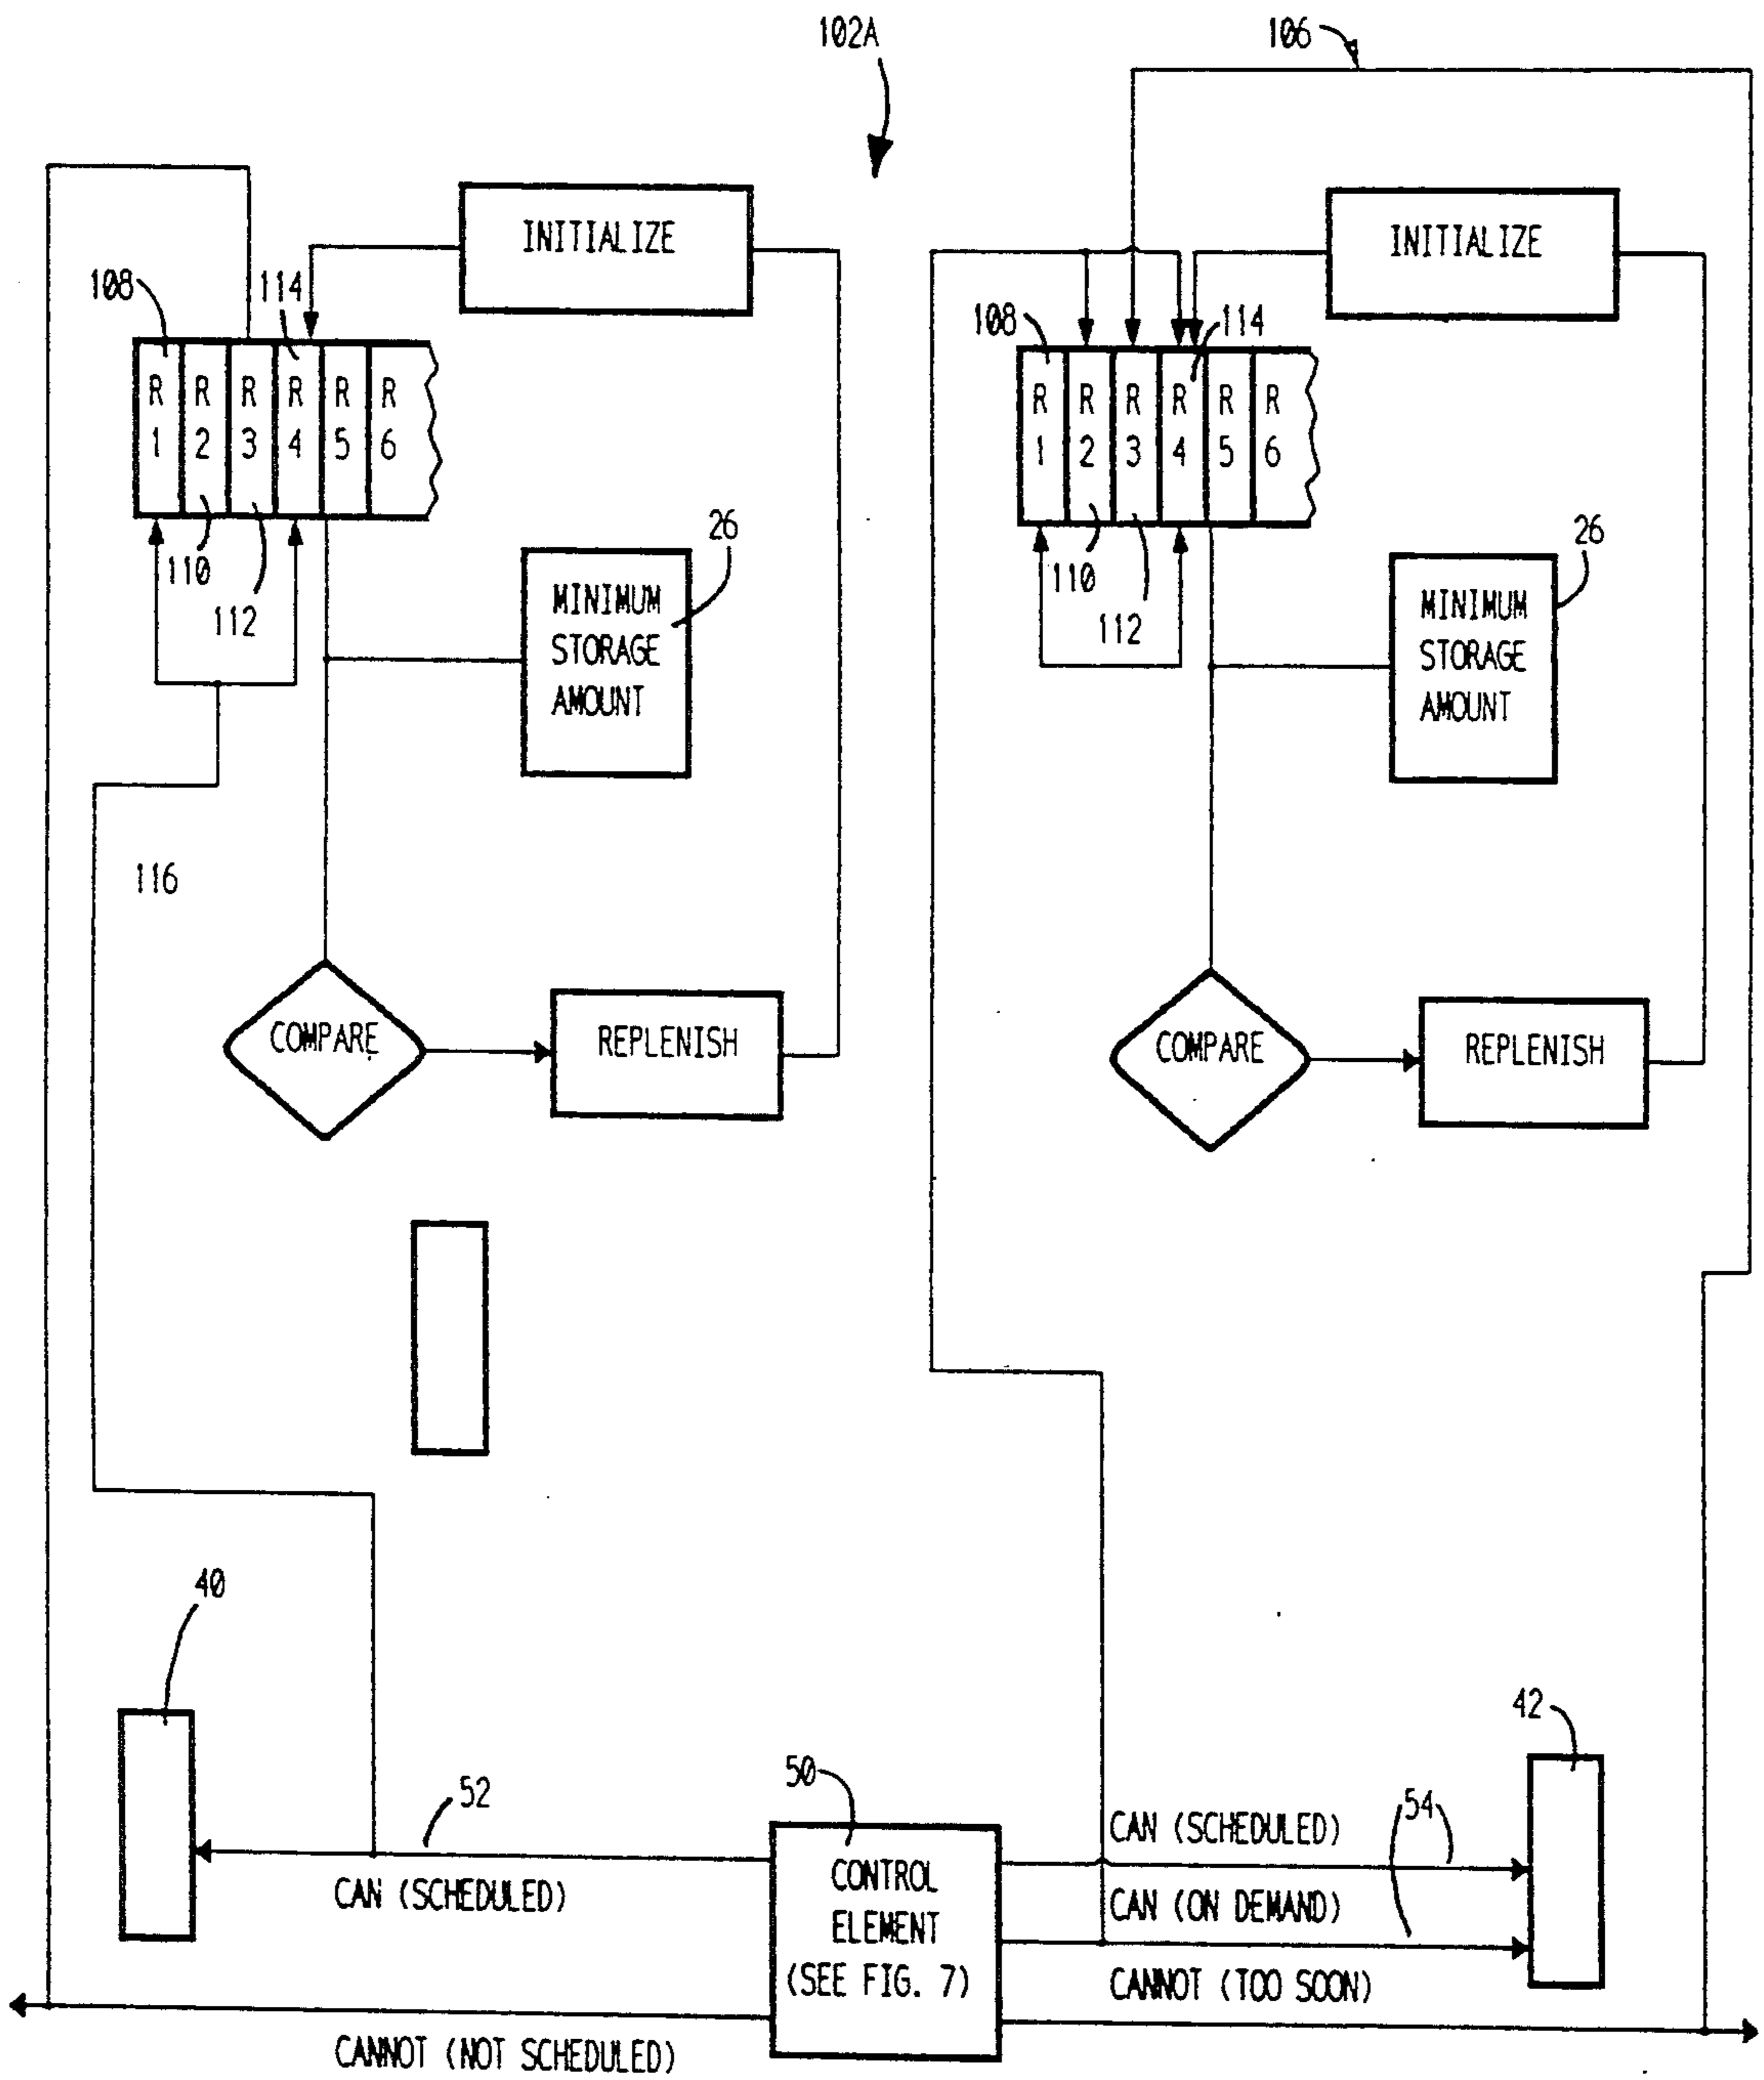 102A
106
INITIALIZE
INITIALIZE
108
114
108
114
R 1
R 2
R 3
R 4
R 5
R 6
R 1
R 2
R 3
R 4
R 5
R 6
110
112
26
MINIMUM
STORAGE
AMOUNT
110
112
26
MINIMUM
STORAGE
AMOUNT
116
COMPARE
REPLENISH
COMPARE
REPLENISH
40
42
52
50
54
CAN (SCHEDULED)
CONTROL
ELEMENT
(SEE FIG. 7)
CAN (SCHEDULED)
CAN (ON DEMAND)
CANNOT (TOO SOON)
CANNOT (NOT SCHEDULED)